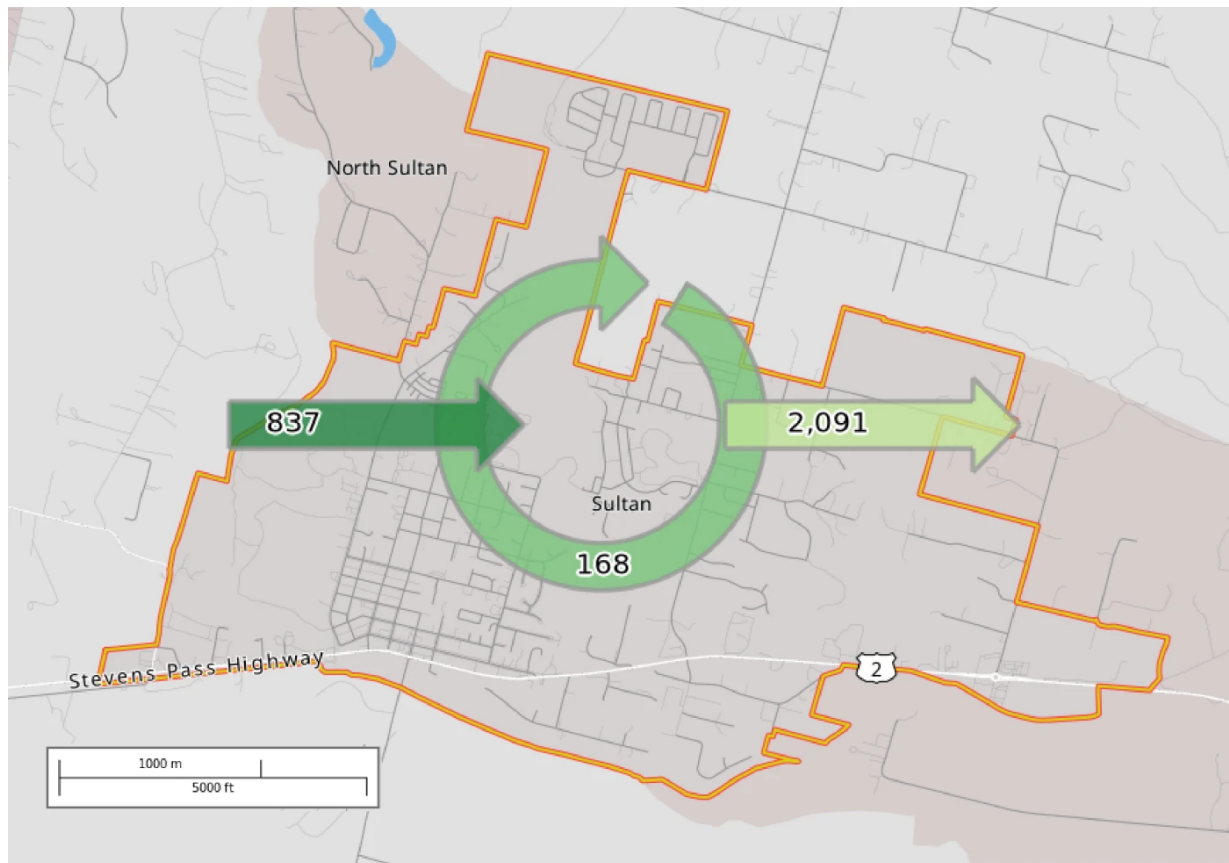 North Sultan
837
2,091
Sultan
168
Stevens Pass Highway
2
1000 m
5000 ft